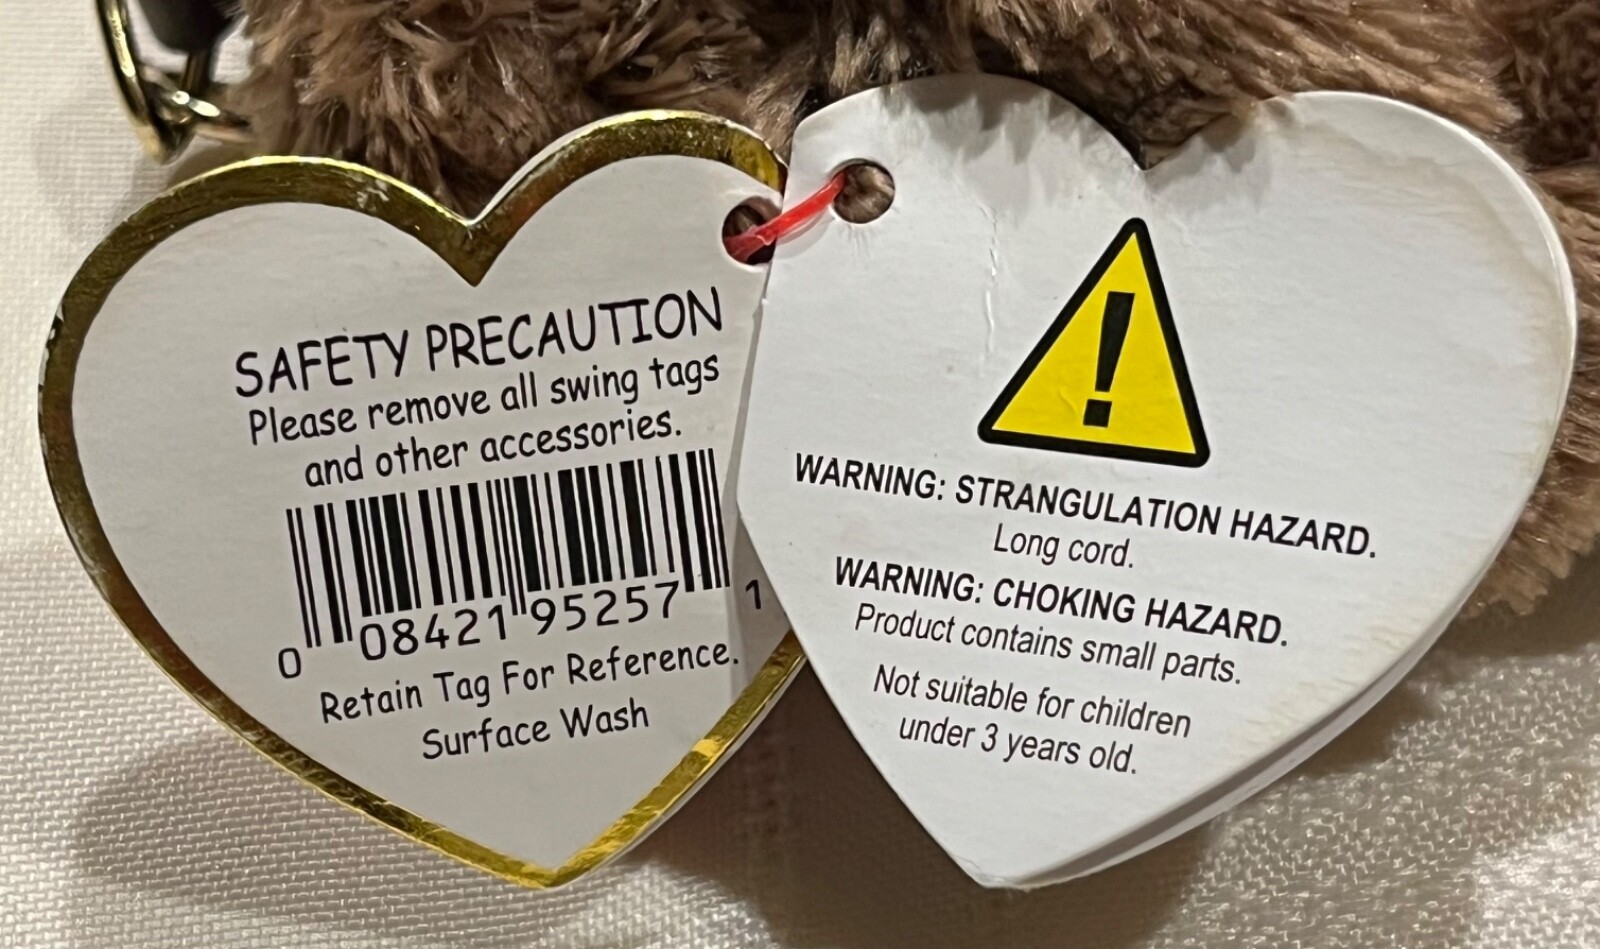 SAFETY PRECAUTION
Please remove all swing tags
and other accessories.
0 08421 95257 1
Retain Tag For Reference.
Surface Wash
WARNING: STRANGULATION HAZARD.
Long cord.
WARNING: CHOKING HAZARD.
Product contains small parts.
Not suitable for children
under 3 years old.